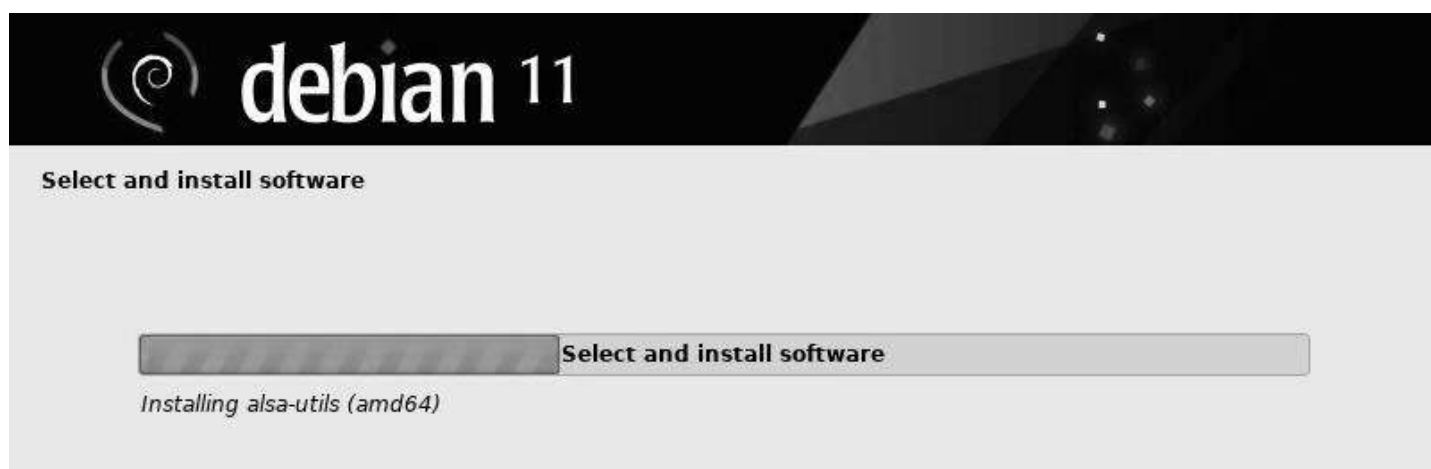 debian 11
Select and install software
Select and install software
Installing alsa-utils (amd64)